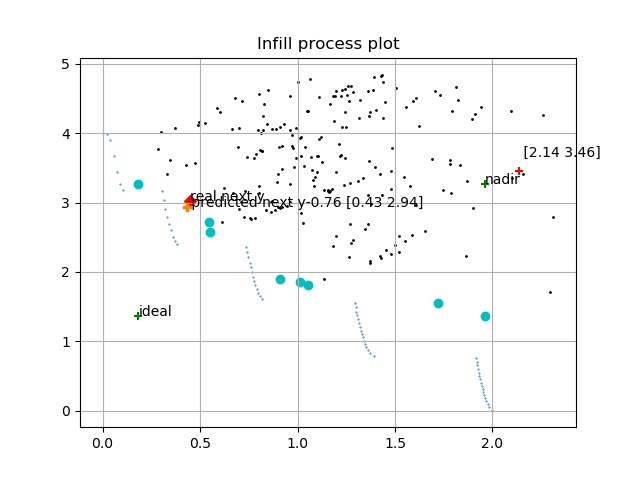 Infill process plot
5
4
3
2
1
0
[2.14 3.46]
nadir
real next y
predicted next y-0.76 [0.43 2.94]
ideal
0.0 0.5 1.0 1.5 2.0